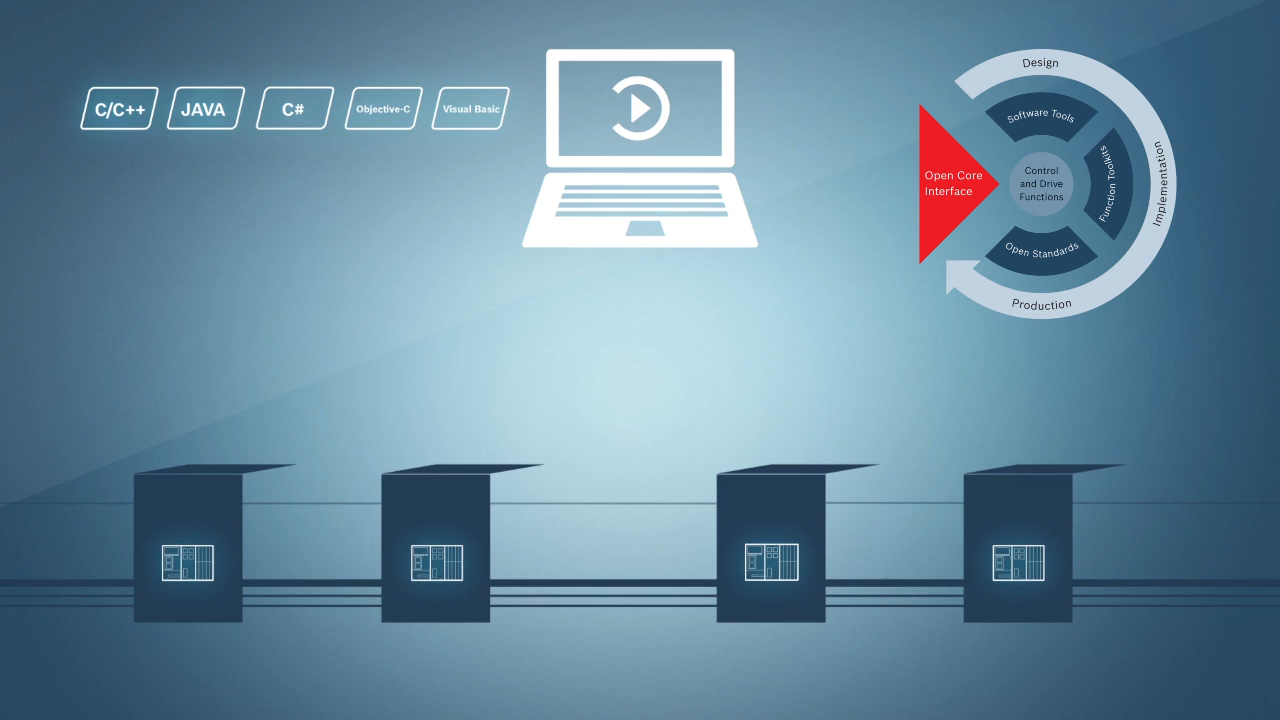 C/C++
JAVA
C#
Objective-C
Visual Basic
Design
Software Tools
Implementation
Function Toolkits
Open Core
Interface
Control
and Drive
Functions
Open Standards
Production